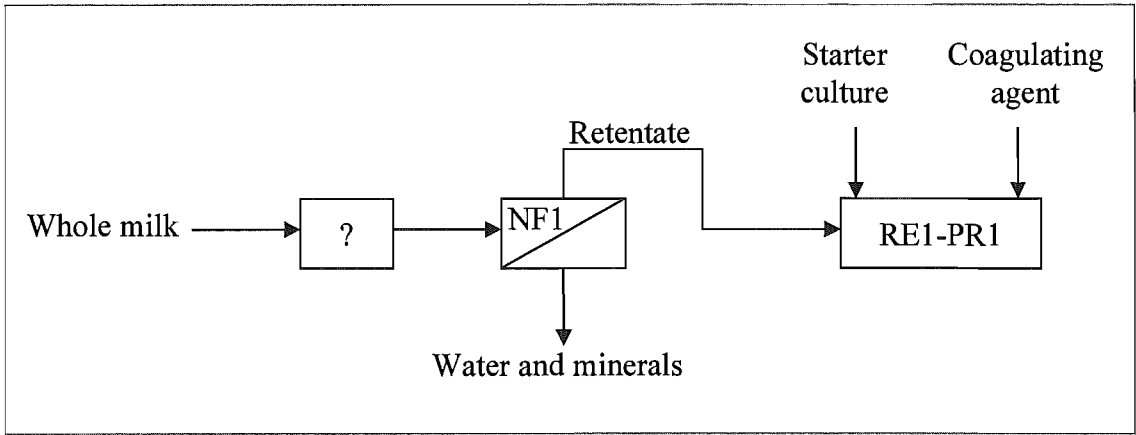 Starter
culture
Coagulating
agent
Retentate
Whole milk
?
NF1
RE1-PR1
Water and minerals